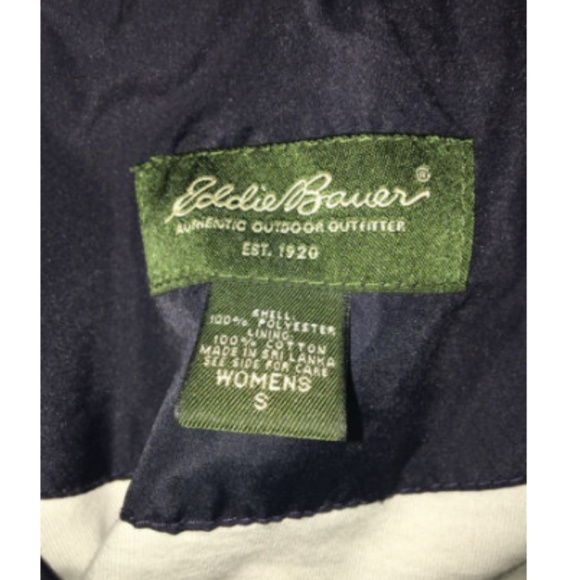 Eddie Bauer®
AUTHENTIC OUTDOOR OUTFITTER
EST. 1920
SHELL:
100% POLYESTER
LINING:
100% COTTON
MADE IN SRI LANKA
SEE SIDE FOR CARE
WOMENS
S